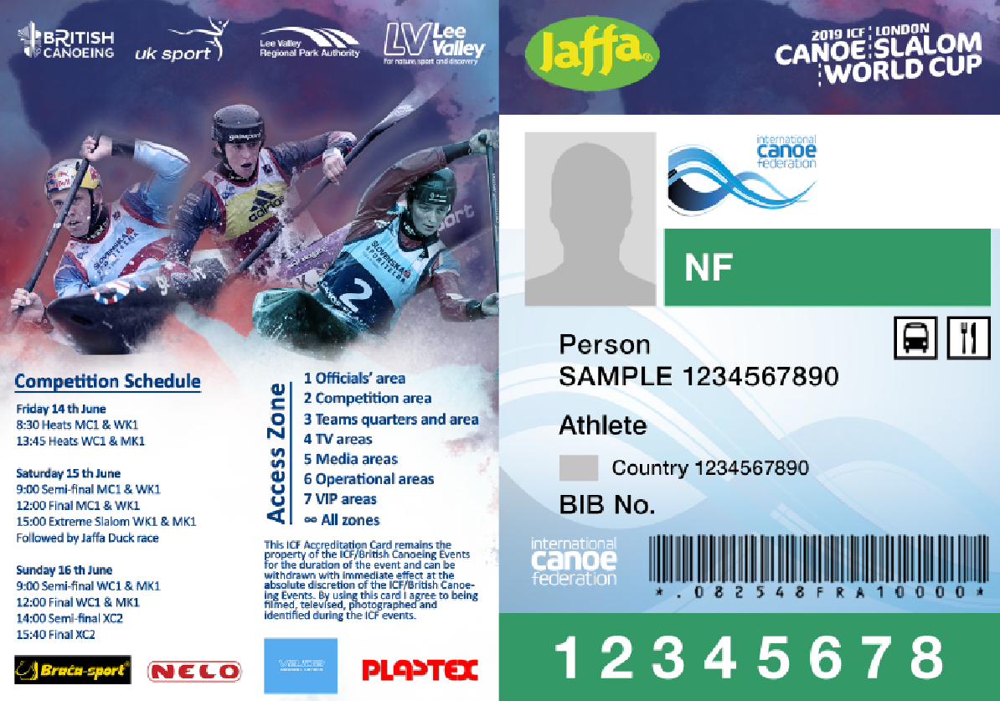 BRITISH
CANOEING
uk sport
Lee Valley
Regional Park Authority
LV Lee
Valley
For nature, sport and discovery
Red Bull
gainsport
adidas
SLOVENSKA
SPORITELNA
SLOVENSKA
SPORITELNA
2
Competition Schedule
Friday 14 th June
8:30 Heats MC1 & WK1
13:45 Heats WC1 & MK1
Saturday 15 th June
9:00 Semi-final MC1 & WK1
12:00 Final MC1 & WK1
15:00 Extreme Slalom WK1 & MK1
Followed by Jaffa Duck race
Sunday 16 th June
9:00 Semi-final WC1 & MK1
12:00 Final WC1 & MK1
14:00 Semi-final XC2
15:40 Final XC2
Access Zone
1 Officials’ area
2 Competition area
3 Teams quarters and area
4 TV areas
5 Media areas
6 Operational areas
7 VIP areas
∞ All zones
This ICF Accreditation Card remains the
property of the ICF/British Canoeing Events
for the duration of the event and can be
withdrawn with immediate effect at the
absolute discretion of the ICF/British Canoe-
ing Events. By using this card I agree to being
filmed, televised, photographed and
identified during the ICF events.
Brača-sport®
NELO
PLASTEX
Jaffa®
2019 ICF LONDON
CANOE SLALOM
WORLD CUP
international
canoe
federation
NF
Person
SAMPLE 1234567890
Athlete
Country 1234567890
BIB No.
international
canoe
federation
*.082548FRA10000*
12345678